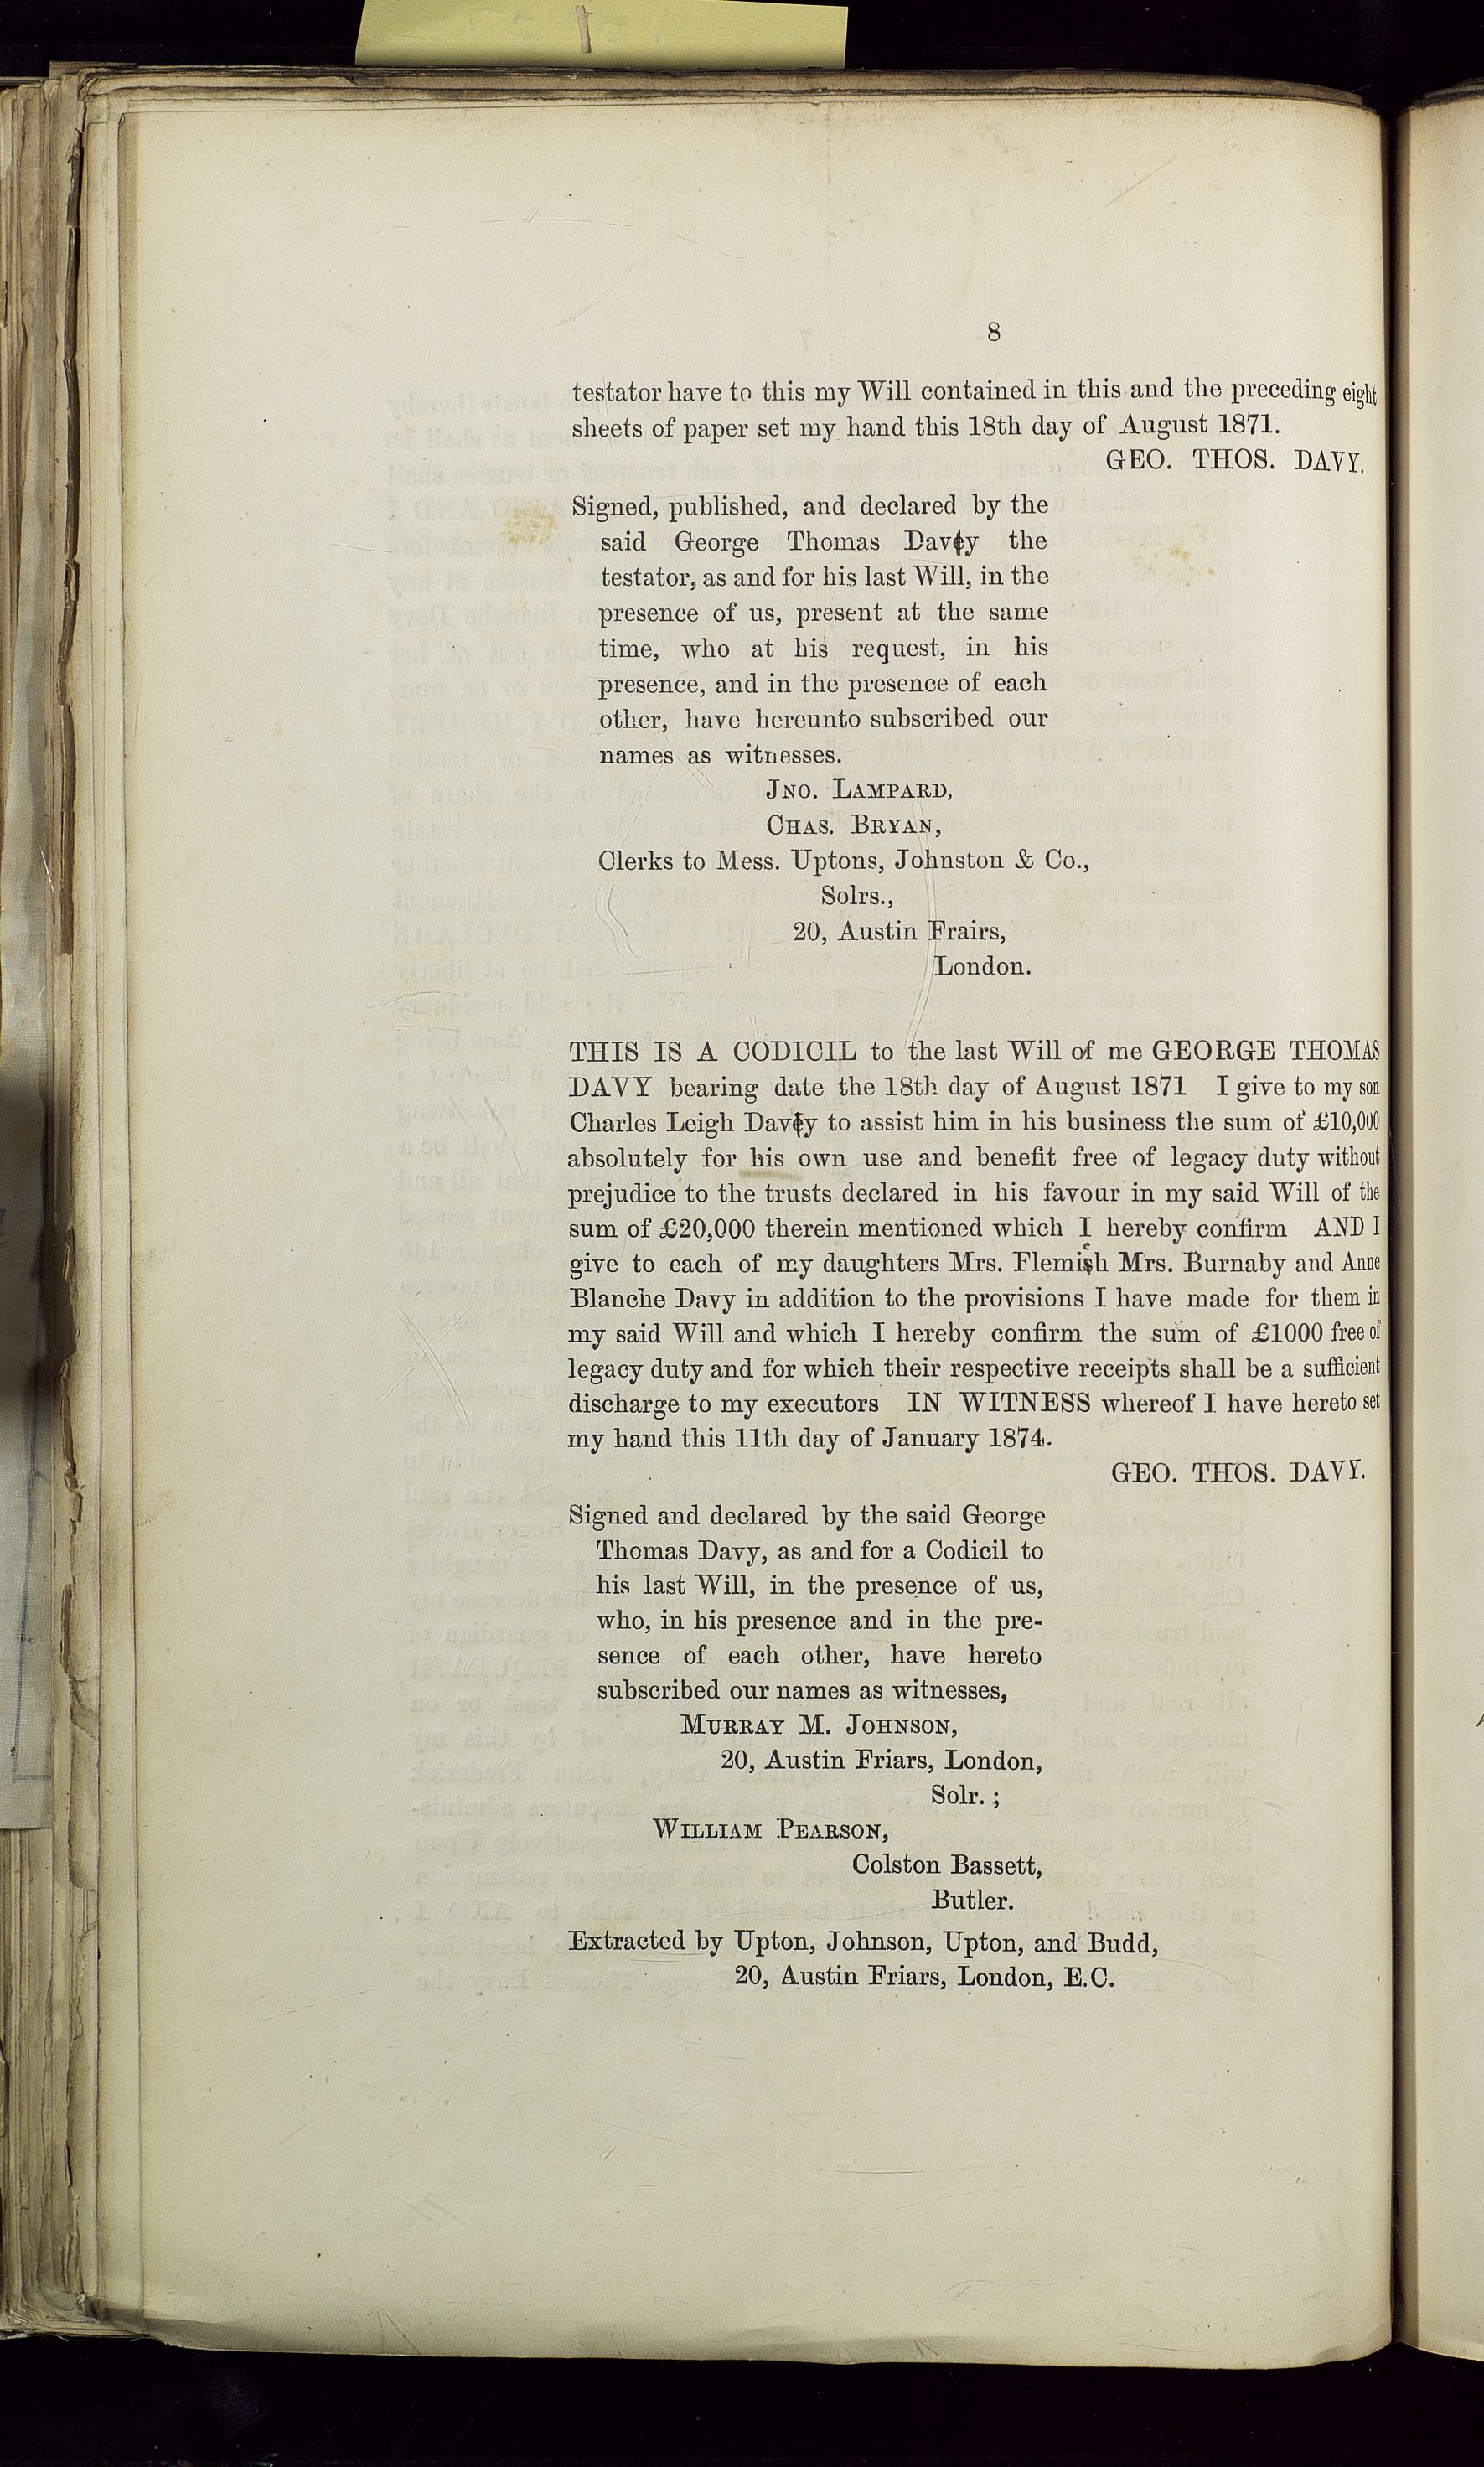 8
testator have to this my Will contained in this and the preceding eight
sheets of paper set my hand this 18th day of August 1871.
GEO. THOS. DAVY.
Signed, published, and declared by the
said George Thomas Davey the
testator, as and for his last Will, in the
presence of us, present at the same
time, who at his request, in his
presence, and in the presence of each
other, have hereunto subscribed our
names as witnesses.
JNO. LAMPARD,
CHAS. BRYAN,
Clerks to Mess. Uptons, Johnston & Co.,
Solrs.,
20, Austin Frairs,
London.
THIS IS A CODICIL to the last Will of me GEORGE THOMAS
DAVY bearing date the 18th day of August 1871 I give to my son
Charles Leigh Davey to assist him in his business the sum of £10,000
absolutely for his own use and benefit free of legacy duty without
prejudice to the trusts declared in his favour in my said Will of the
sum of £20,000 therein mentioned which I hereby confirm AND I
give to each of my daughters Mrs. Flemish Mrs. Burnaby and Anne
Blanche Davy in addition to the provisions I have made for them in
my said Will and which I hereby confirm the sum of £1000 free of
legacy duty and for which their respective receipts shall be a sufficient
discharge to my executors IN WITNESS whereof I have hereto set
my hand this 11th day of January 1874.
GEO. THOS. DAVY.
Signed and declared by the said George
Thomas Davy, as and for a Codicil to
his last Will, in the presence of us,
who, in his presence and in the pre-
sence of each other, have hereto
subscribed our names as witnesses,
MURRAY M. JOHNSON,
20, Austin Friars, London,
Solr. ;
WILLIAM PEARSON,
Colston Bassett,
Butler.
Extracted by Upton, Johnson, Upton, and Budd,
20, Austin Friars, London, E.C.